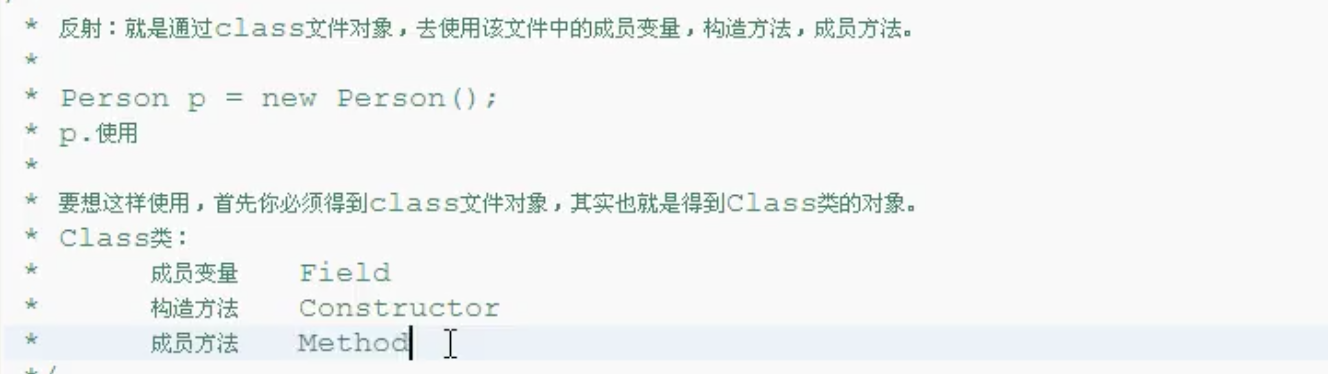 * 反射：就是通过class文件对象，去使用该文件中的成员变量，构造方法，成员方法。
*
* Person p = new Person();
* p.使用
*
* 要想这样使用，首先你必须得到class文件对象，其实也就是得到Class类的对象。
* Class类：
* 成员变量 Field
* 构造方法 Constructor
* 成员方法 Method
*/